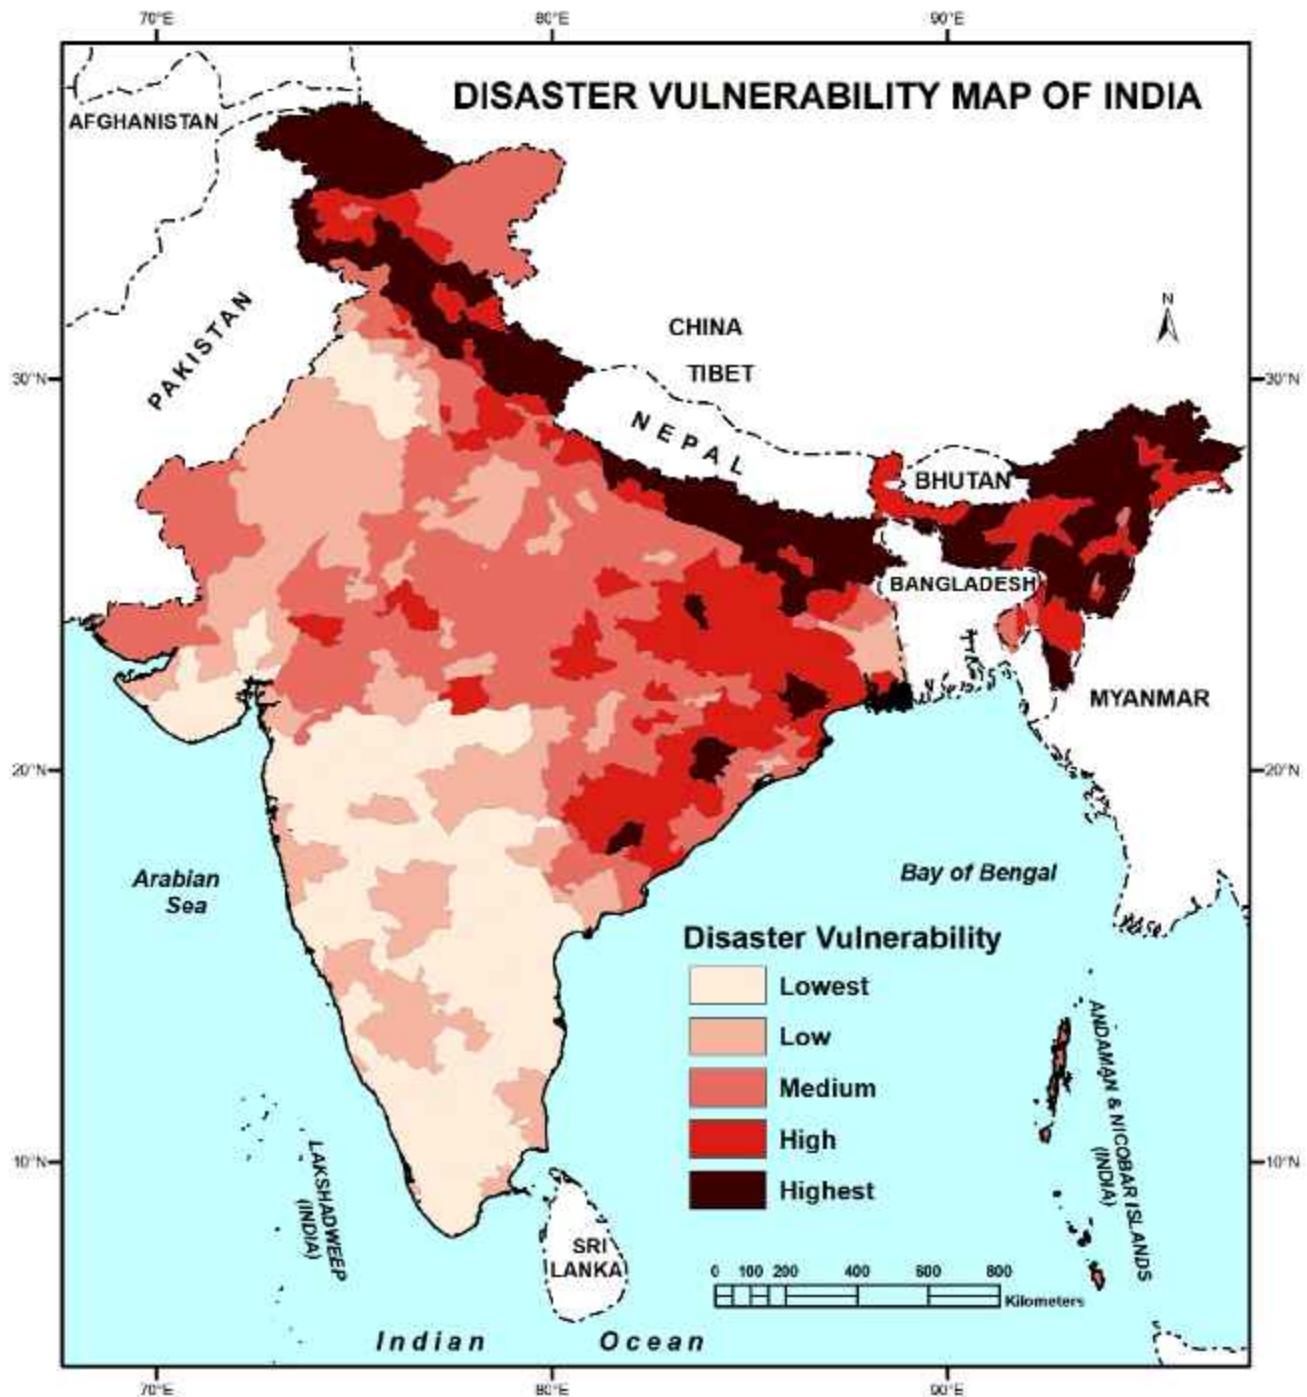 70°E 80°E 90°E
DISASTER VULNERABILITY MAP OF INDIA
AFGHANISTAN
PAKISTAN
CHINA
TIBET
N
30°N 30°N
NEPAL
BHUTAN
BANGLADESH
MYANMAR
20°N 20°N
Arabian
Sea
Bay of Bengal
Disaster Vulnerability
Lowest
Low
Medium
High
Highest
ANDAMAN & NICOBAR ISLANDS
(INDIA)
10°N 10°N
LAKSHADWEEP
(INDIA)
SRI
LANKA
0 100 200 400 600 800
Kilometers
Indian Ocean
70°E 80°E 90°E